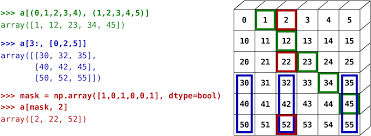 >>> a[(0,1,2,3,4), (1,2,3,4,5)]
array([1, 12, 23, 34, 45])
>>> a[3:, [0,2,5]]
array([[30, 32, 35],
[40, 42, 45],
[50, 52, 55]])
>>> mask = np.array([1,0,1,0,0,1], dtype=bool)
>>> a[mask, 2]
array([2, 22, 52])
0 1 2 3 4 5
10 11 12 13 14 15
20 21 22 23 24 25
30 31 32 33 34 35
40 41 42 43 44 45
50 51 52 53 54 55